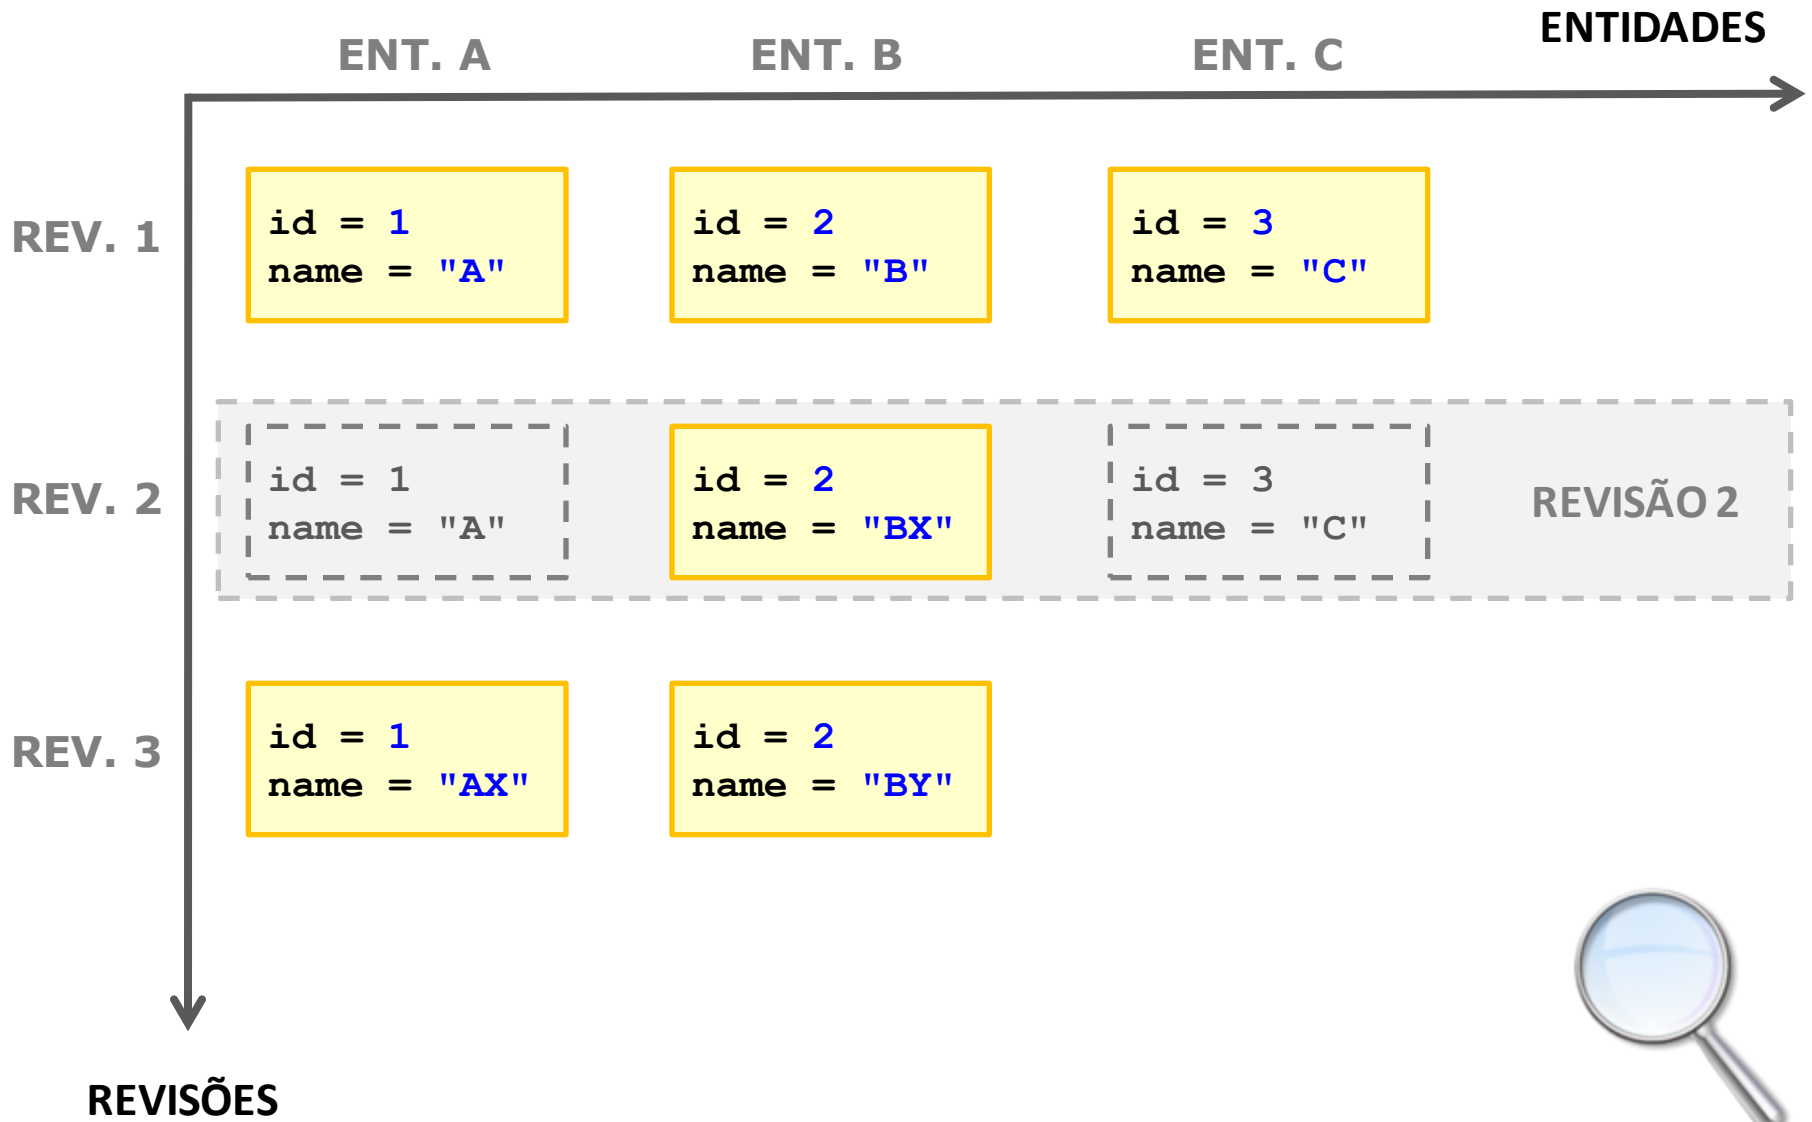 ENTIDADES
ENT. A ENT. B ENT. C
REV. 1
id = 1
name = "A"
id = 2
name = "B"
id = 3
name = "C"
REV. 2
id = 1
name = "A"
id = 2
name = "BX"
id = 3
name = "C"
REVISÃO 2
REV. 3
id = 1
name = "AX"
id = 2
name = "BY"
REVISÕES